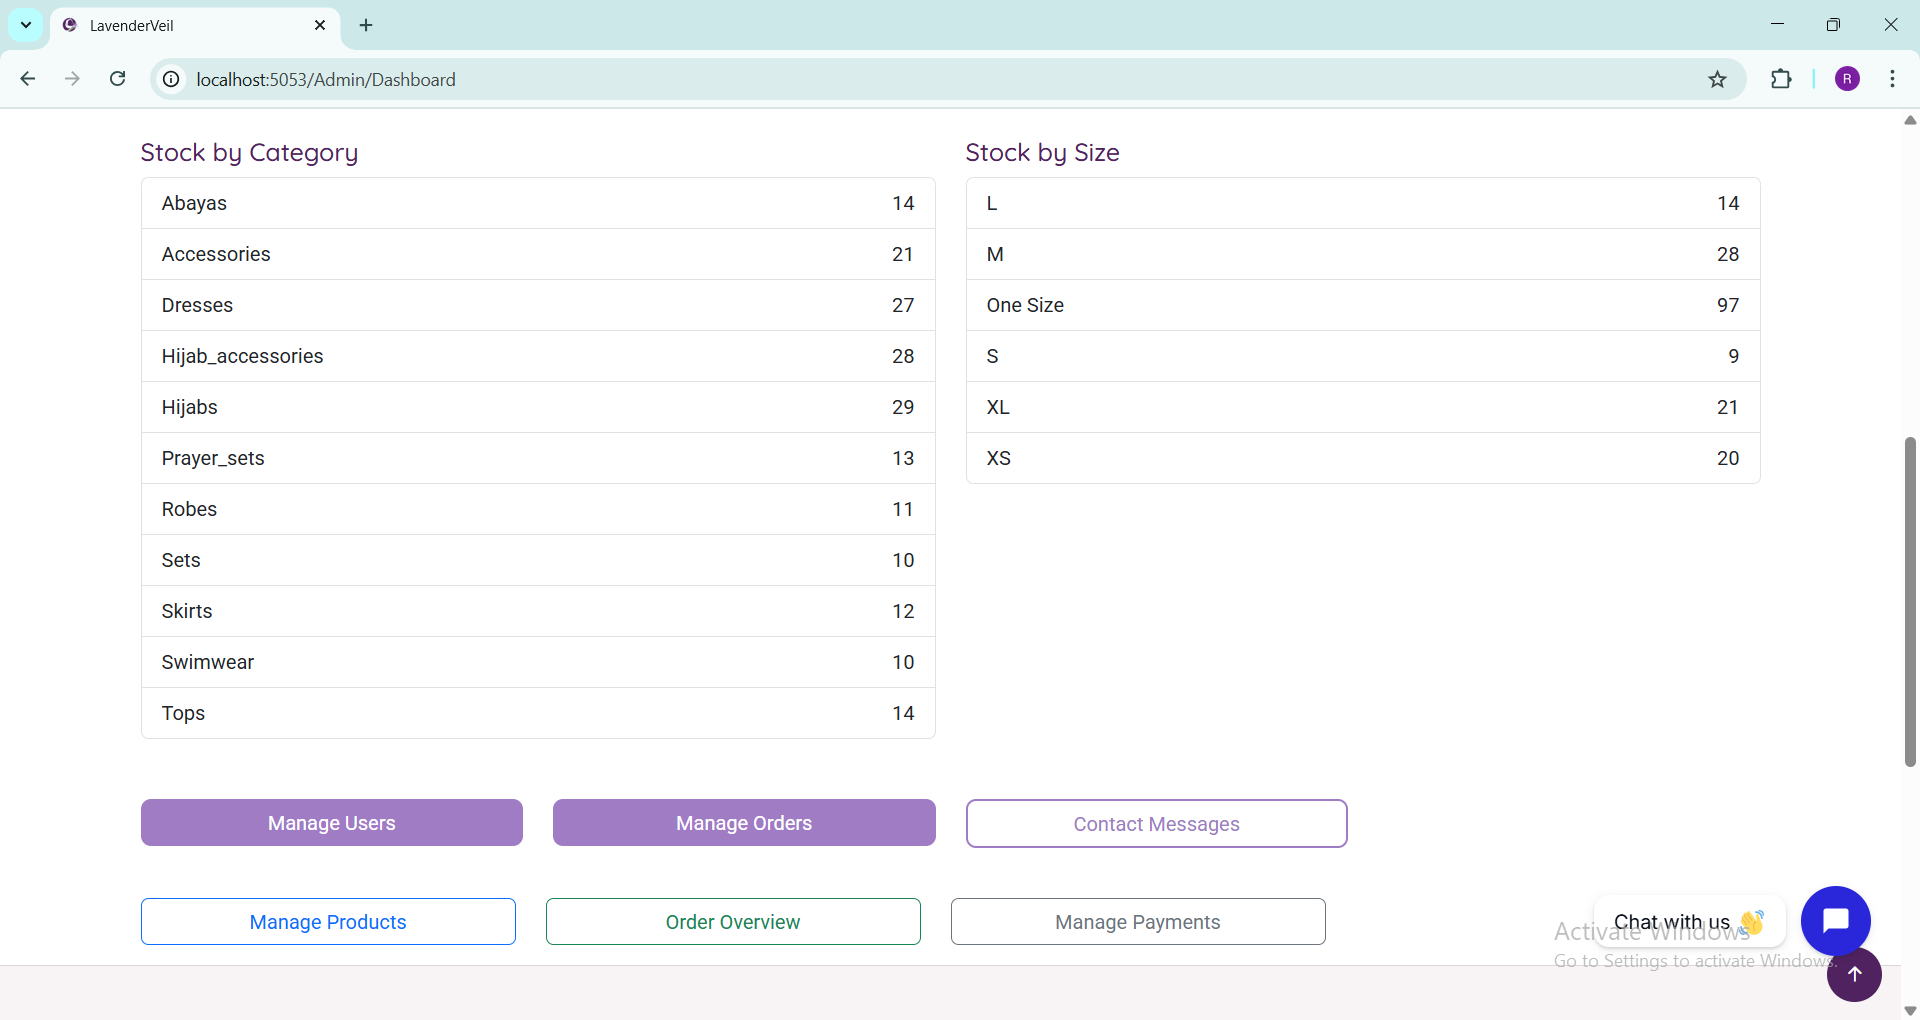 LavenderVeil
localhost:5053/Admin/Dashboard
R
Stock by Category
Abayas 14
Accessories 21
Dresses 27
Hijab_accessories 28
Hijabs 29
Prayer_sets 13
Robes 11
Sets 10
Skirts 12
Swimwear 10
Tops 14
Stock by Size
L 14
M 28
One Size 97
S 9
XL 21
XS 20
Manage Users
Manage Orders
Contact Messages
Manage Products
Order Overview
Manage Payments
Chat with us 👋
Activate Windows
Go to Settings to activate Windows.